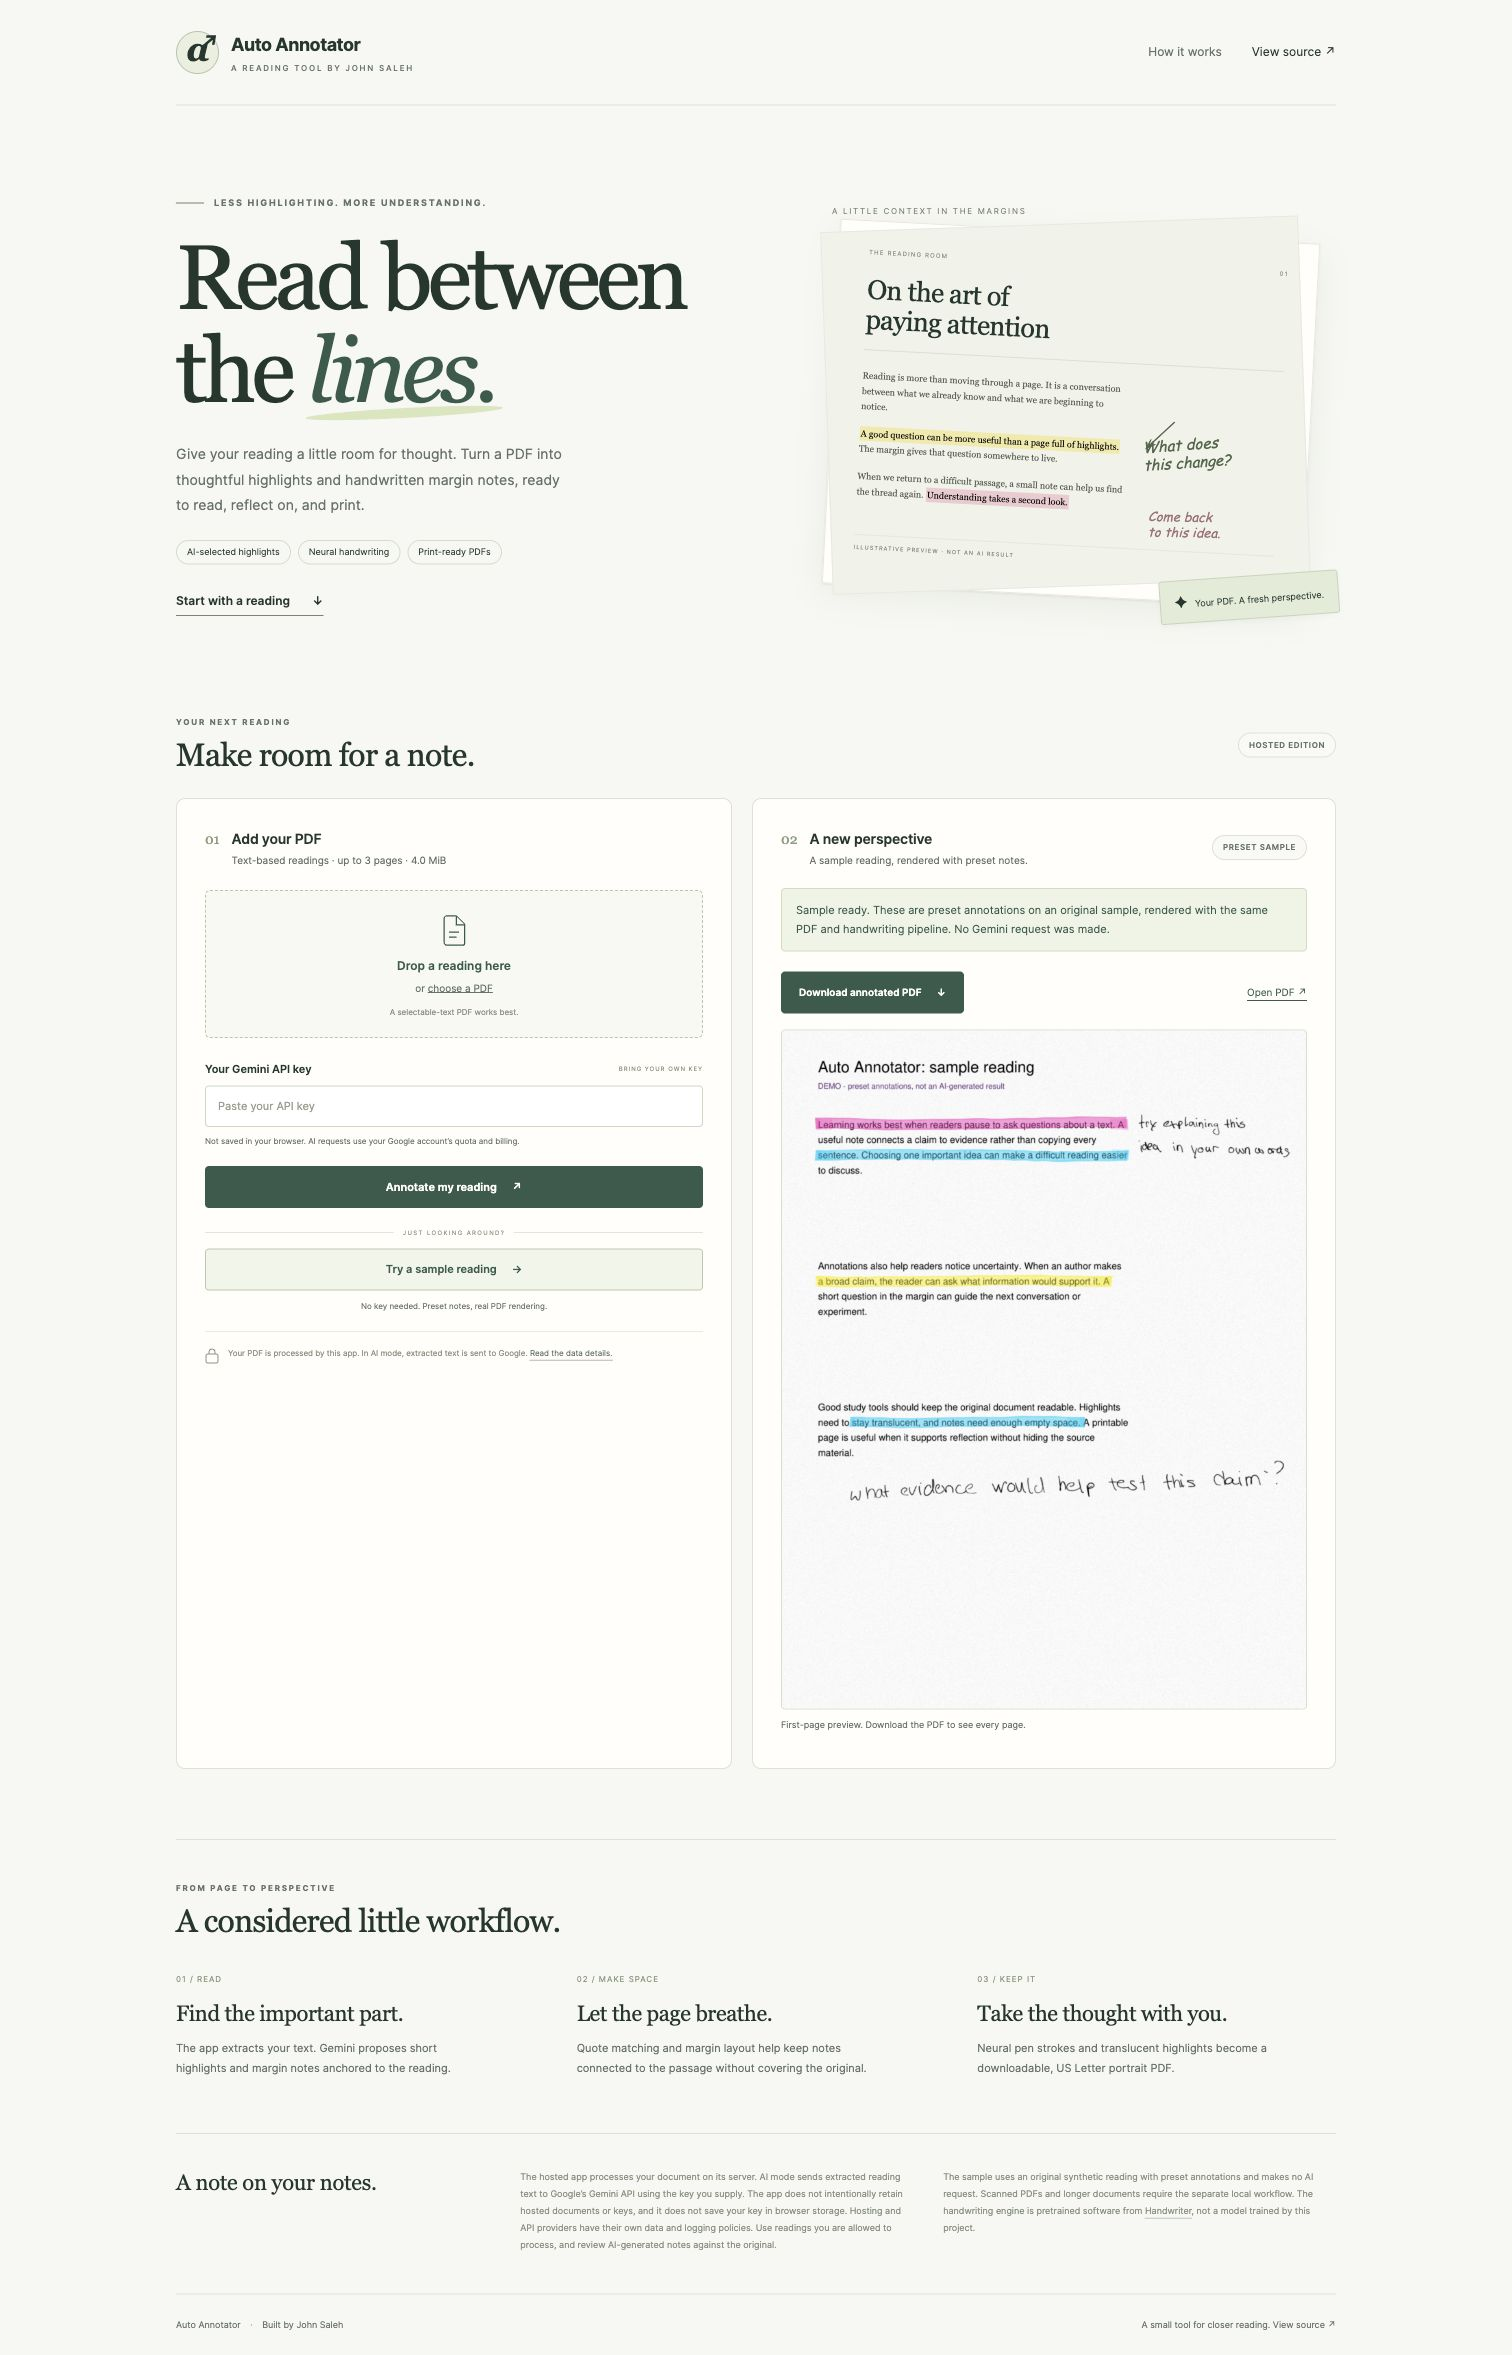 a
Auto Annotator
A READING TOOL BY JOHN SALEH
How it works View source ↗
LESS HIGHLIGHTING. MORE UNDERSTANDING.
Read between
the lines.
Give your reading a little room for thought. Turn a PDF into
thoughtful highlights and handwritten margin notes, ready
to read, reflect on, and print.
AI-selected highlights Neural handwriting Print-ready PDFs
Start with a reading ↓
A LITTLE CONTEXT IN THE MARGINS
THE READING ROOM
01
On the art of
paying attention
Reading is more than moving through a page. It is a conversation
between what we already know and what we are beginning to
notice.
A good question can be more useful than a page full of highlights.
The margin gives that question somewhere to live.
When we return to a difficult passage, a small note can help us find
the thread again. Understanding takes a second look.
What does
this change?
Come back
to this idea.
ILLUSTRATIVE PREVIEW · NOT AN AI RESULT
✦ Your PDF. A fresh perspective.
YOUR NEXT READING
Make room for a note.
HOSTED EDITION
01 Add your PDF
Text-based readings · up to 3 pages · 4.0 MiB
Drop a reading here
or choose a PDF
A selectable-text PDF works best.
Your Gemini API key BRING YOUR OWN KEY
Paste your API key
Not saved in your browser. AI requests use your Google account's quota and billing.
Annotate my reading ↗
JUST LOOKING AROUND?
Try a sample reading →
No key needed. Preset notes, real PDF rendering.
Your PDF is processed by this app. In AI mode, extracted text is sent to Google. Read the data details.
02 A new perspective
A sample reading, rendered with preset notes.
PRESET SAMPLE
Sample ready. These are preset annotations on an original sample, rendered with the same
PDF and handwriting pipeline. No Gemini request was made.
Download annotated PDF ↓
Open PDF ↗
Auto Annotator: sample reading
DEMO - preset annotations, not an AI-generated result
Learning works best when readers pause to ask questions about a text. A
useful note connects a claim to evidence rather than copying every
sentence. Choosing one important idea can make a difficult reading easier
to discuss.
try explaining this
idea in your own words
Annotations also help readers notice uncertainty. When an author makes
a broad claim, the reader can ask what information would support it. A
short question in the margin can guide the next conversation or
experiment.
Good study tools should keep the original document readable. Highlights
need to stay translucent, and notes need enough empty space. A printable
page is useful when it supports reflection without hiding the source
material.
what evidence would help test this claim?
First-page preview. Download the PDF to see every page.
FROM PAGE TO PERSPECTIVE
A considered little workflow.
01 / READ
Find the important part.
The app extracts your text. Gemini proposes short
highlights and margin notes anchored to the reading.
02 / MAKE SPACE
Let the page breathe.
Quote matching and margin layout help keep notes
connected to the passage without covering the original.
03 / KEEP IT
Take the thought with you.
Neural pen strokes and translucent highlights become a
downloadable, US Letter portrait PDF.
A note on your notes.
The hosted app processes your document on its server. AI mode sends extracted reading
text to Google's Gemini API using the key you supply. The app does not intentionally retain
hosted documents or keys, and it does not save your key in browser storage. Hosting and
API providers have their own data and logging policies. Use readings you are allowed to
process, and review AI-generated notes against the original.
The sample uses an original synthetic reading with preset annotations and makes no AI
request. Scanned PDFs and longer documents require the separate local workflow. The
handwriting engine is pretrained software from Handwriter, not a model trained by this
project.
Auto Annotator · Built by John Saleh
A small tool for closer reading. View source ↗